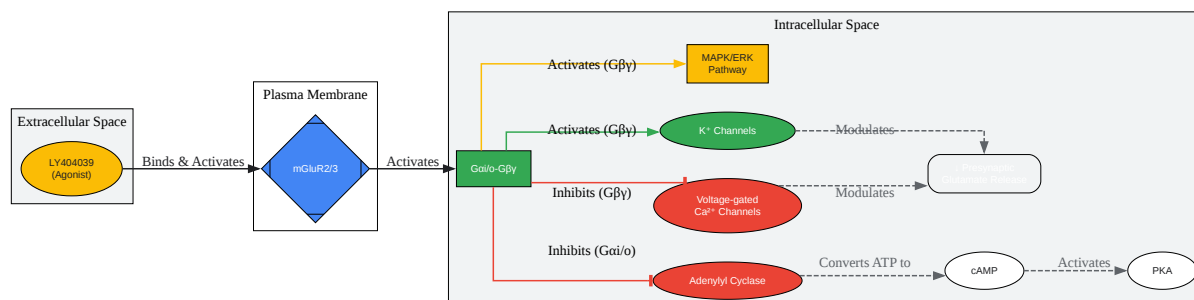 Intracellular Space
Activates (Gβγ)
MAPK/ERK
Pathway
Plasma Membrane
Extracellular Space
Activates (Gβγ)
K⁺ Channels
Modulates
LY404039
(Agonist)
Binds & Activates
mGluR2/3
Activates
Gαi/o-Gβγ
Inhibits (Gβγ)
Voltage-gated
Ca²⁺ Channels
Modulates
Glutamate Release
Inhibits (Gαi/o)
Adenylyl Cyclase
Converts ATP to
cAMP
Activates
PKA